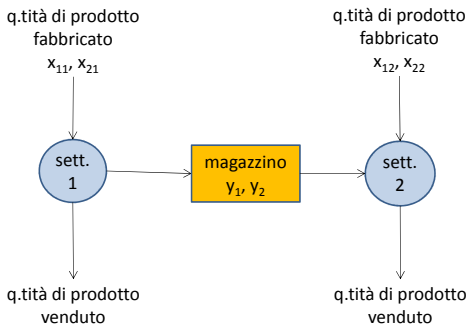 q.tità di prodotto
fabbricato
x11, x21
q.tità di prodotto
fabbricato
x12, x22
sett.
1
magazzino
y1, y2
sett.
2
q.tità di prodotto
venduto
q.tità di prodotto
venduto